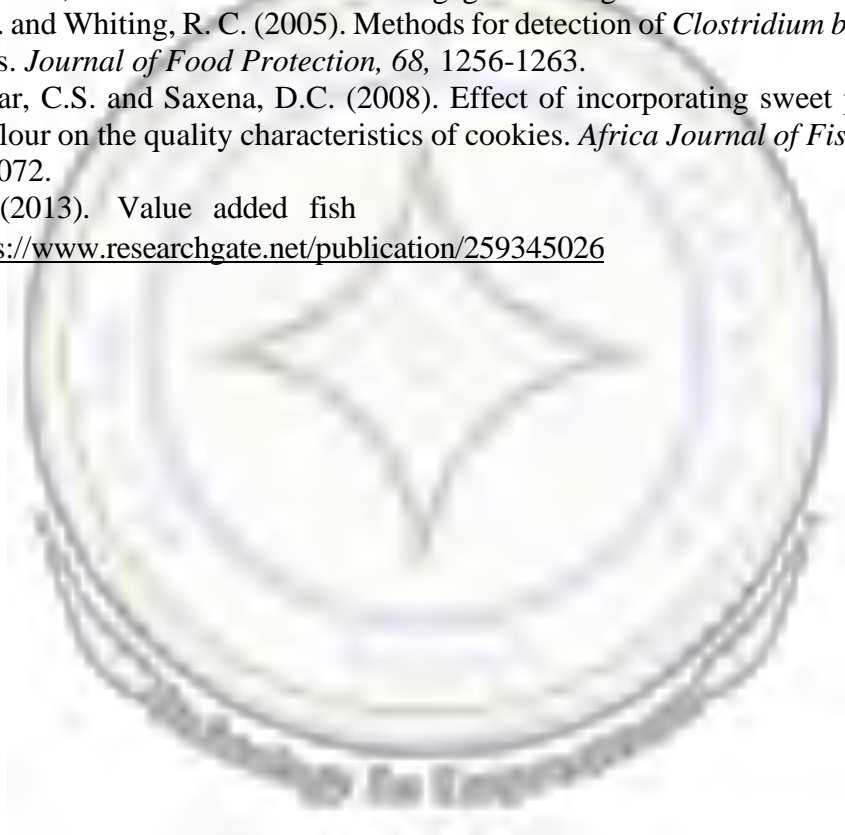 . and Whiting, R. C. (2005). Methods for detection of Clostridium b
s. Journal of Food Protection, 68, 1256-1263.
ar, C.S. and Saxena, D.C. (2008). Effect of incorporating sweet p
lour on the quality characteristics of cookies. Africa Journal of Fis
072.
(2013). Value added fish
s://www.researchgate.net/publication/259345026